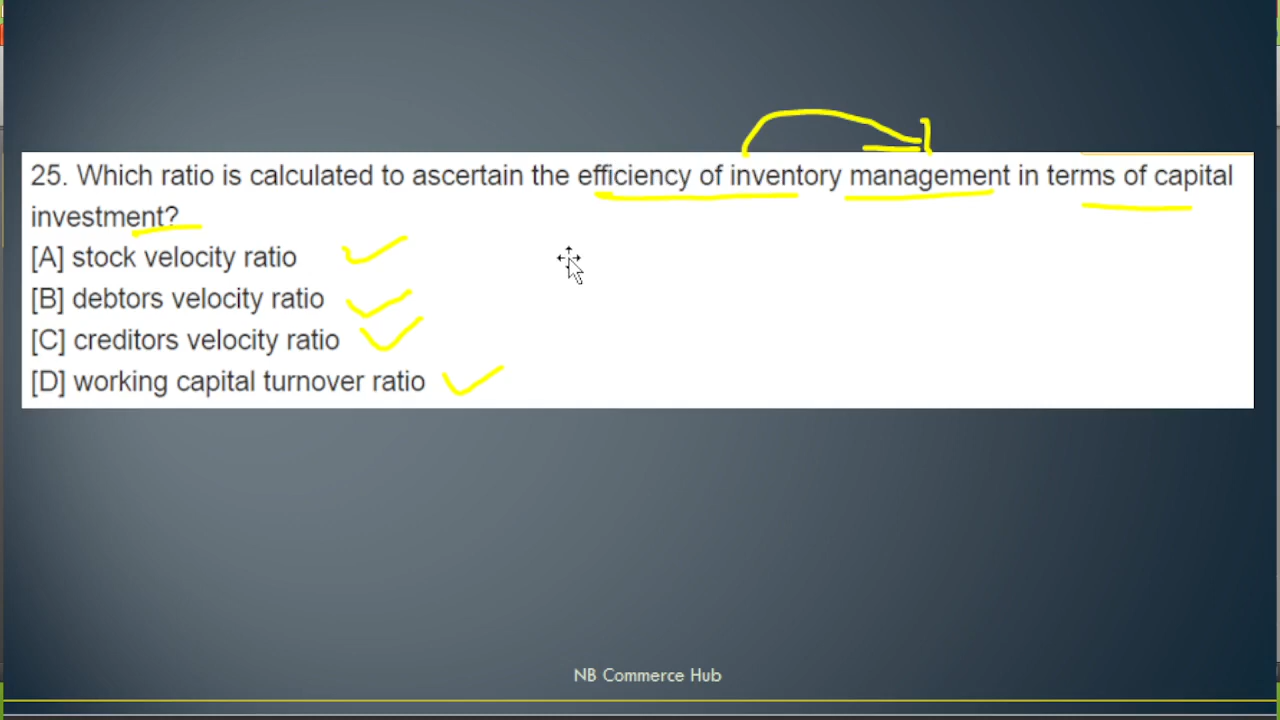 25. Which ratio is calculated to ascertain the efficiency of inventory management in terms of capital
investment?
[A] stock velocity ratio
[B] debtors velocity ratio
[C] creditors velocity ratio
[D] working capital turnover ratio
NB Commerce Hub